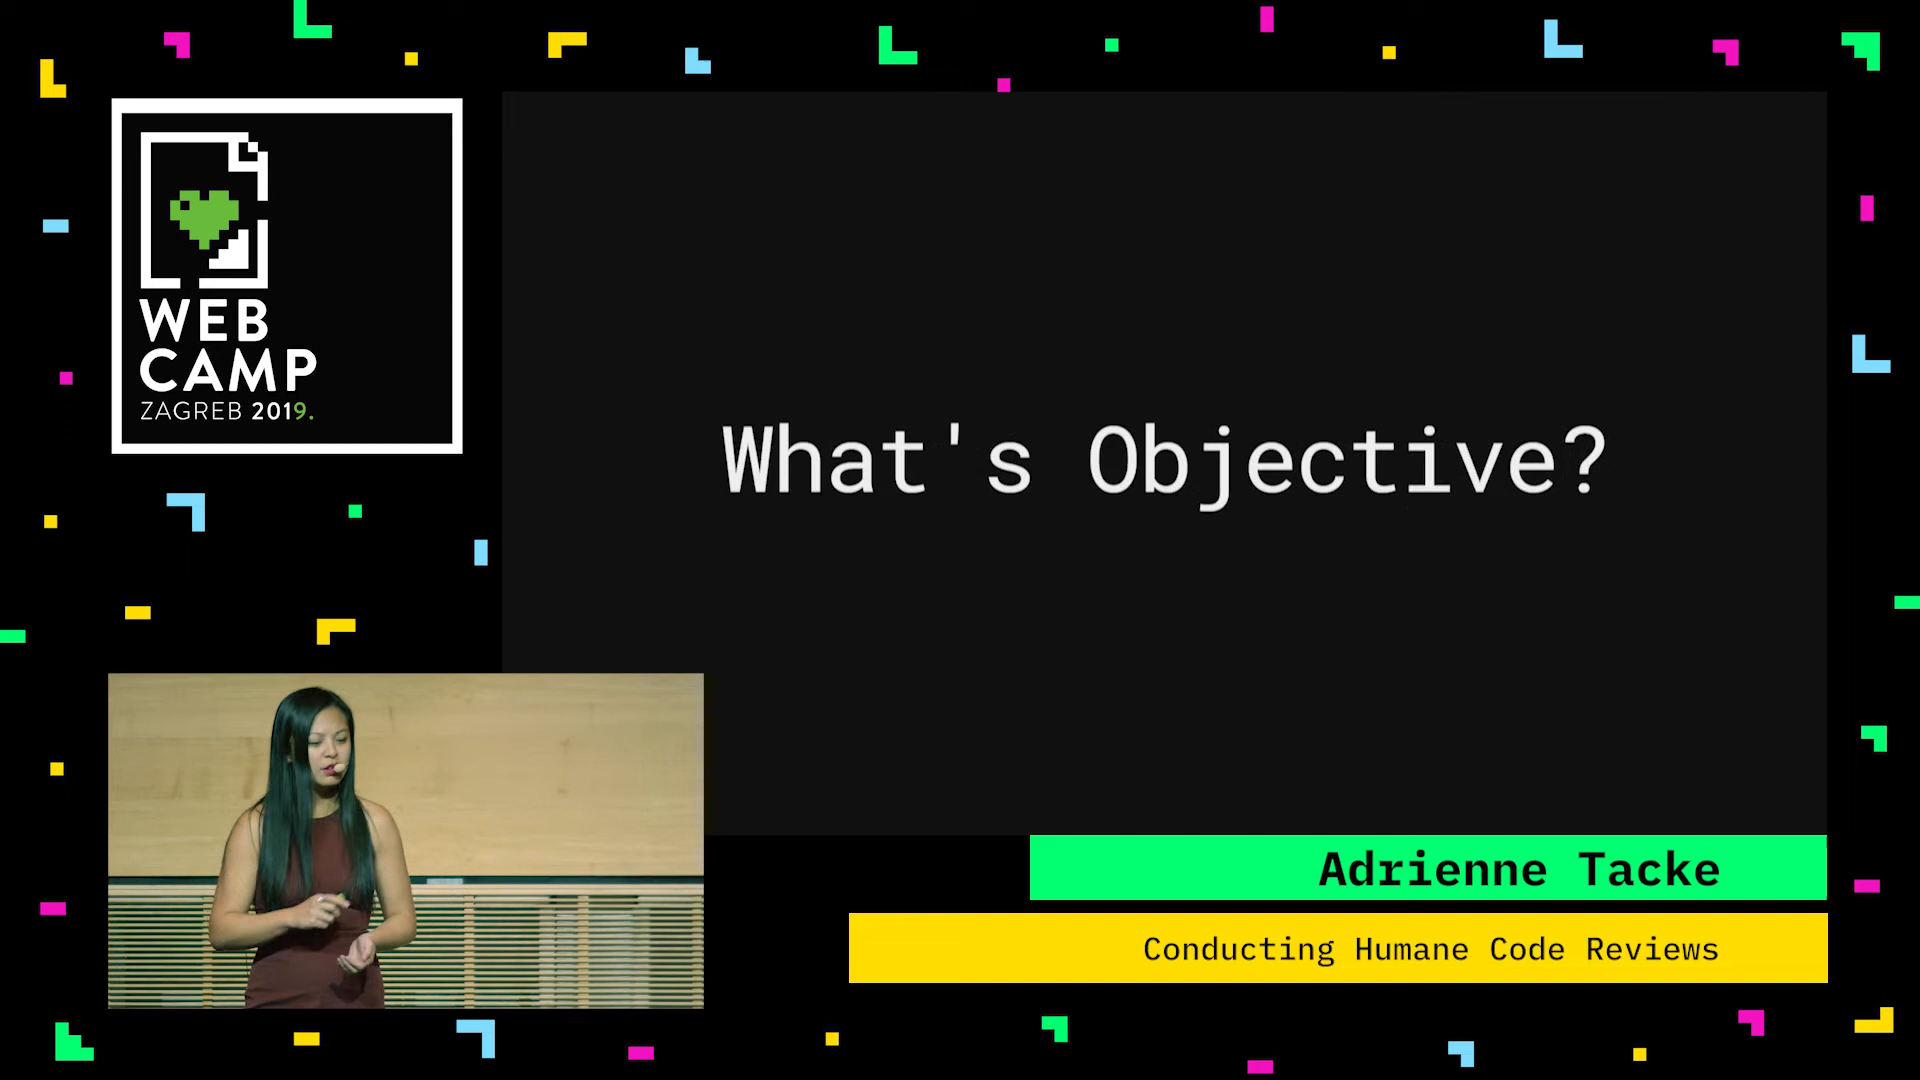 WEB
CAMP
ZAGREB 2019.
What's Objective?
Adrienne Tacke
Conducting Humane Code Reviews